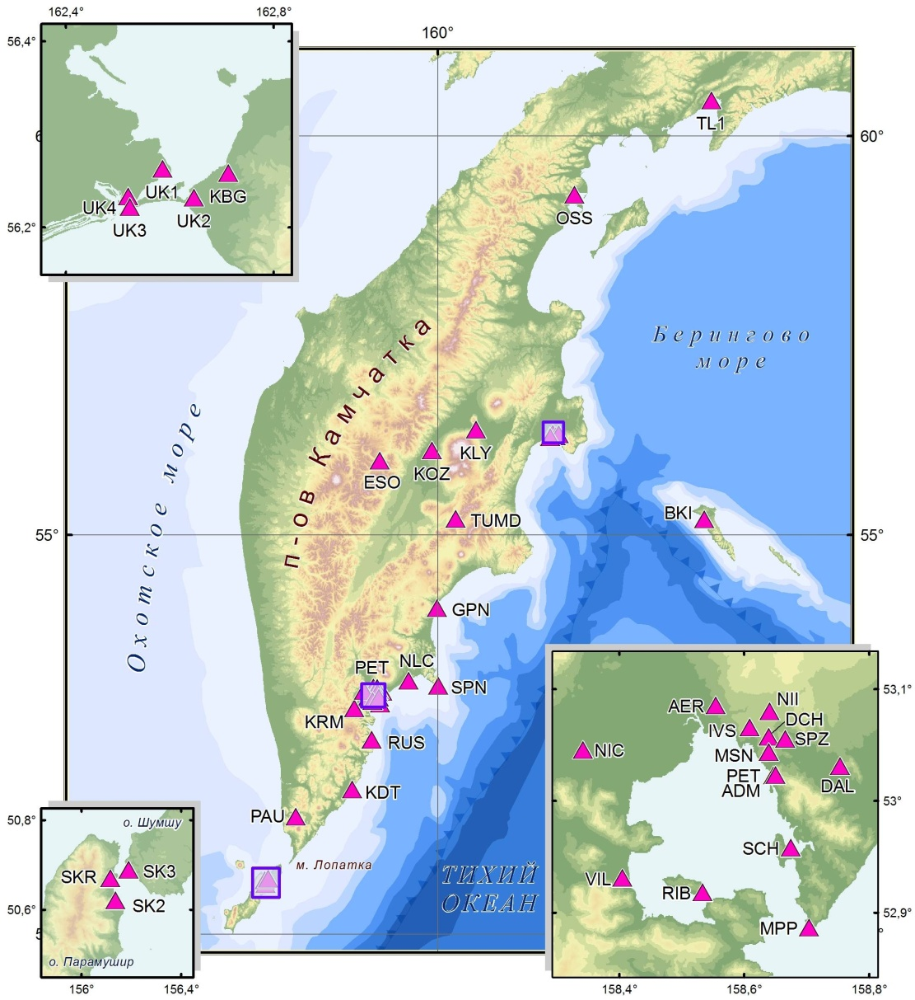 162,4°
162,8°
56,4°
160°
TL1
6
60°
UK1
KBG
UK4
UK2
UK3
56,2°
OSS
Берингово
море
П-ов Камчатка
Охотское море
KLY
KOZ
ESO
BKI
TUMD
55°
55°
GPN
NLC
PET
SPN
KRM
RUS
KDT
PAU
м. Лопатка
ТИХИЙ
ОКЕАН
50,8°
о. Шумшу
SKR
SK3
SK2
50,6°
5
о. Парамушир
156°
156,4°
53,1°
AER
NII
DCH
IVS
SPZ
NIC
MSN
PET
ADM
DAL
53°
SCH
VIL
RIB
52,9°
MPP
°
158,4°
158,6°
158,8°